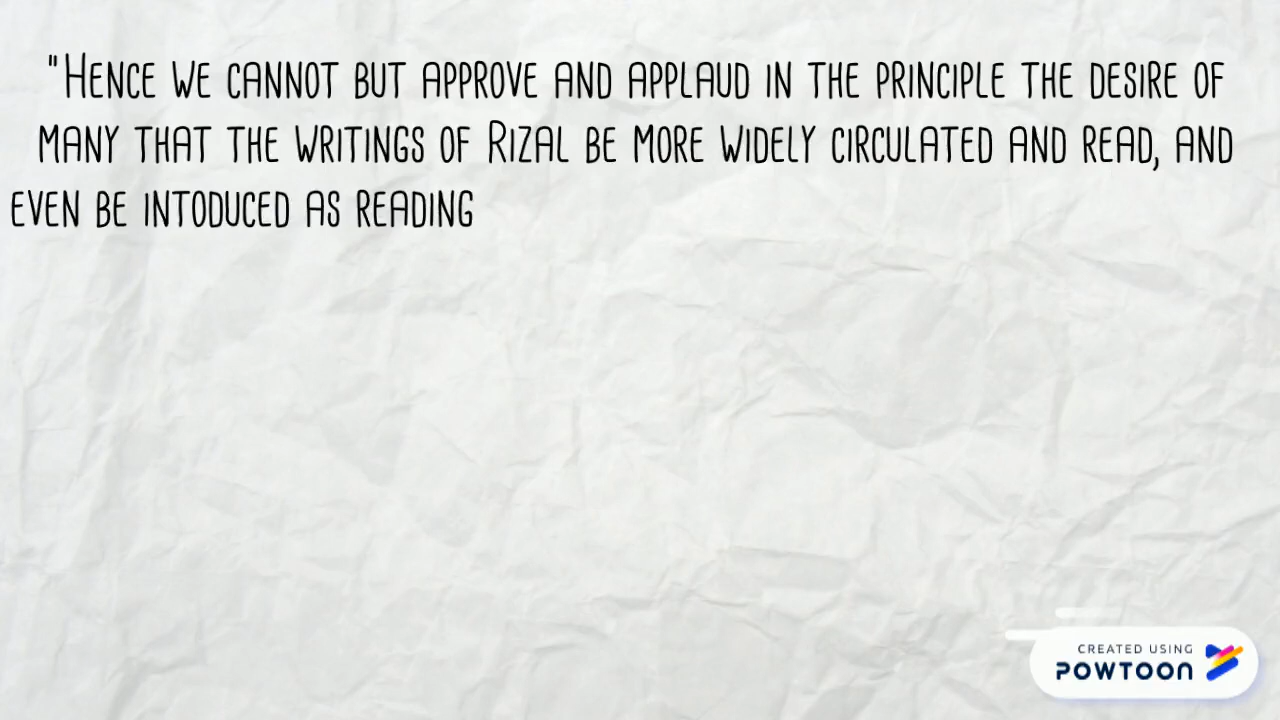 "Hence we cannot but approve and applaud in the principle the desire of
many that the writings of Rizal be more widely circulated and read, and
even be intoduced as reading
CREATED USING
POWTOON